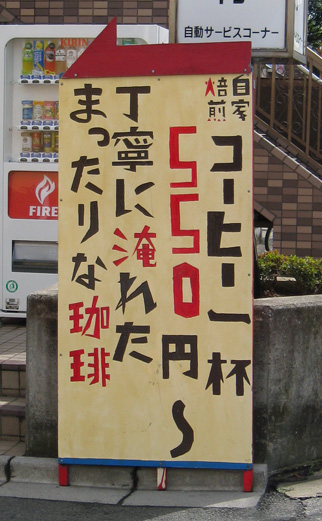 自動サービスコーナー
KIRIN
FIRE
自家
焙煎
コーヒー一杯
550円〜
丁寧に淹れた
まったりな珈琲